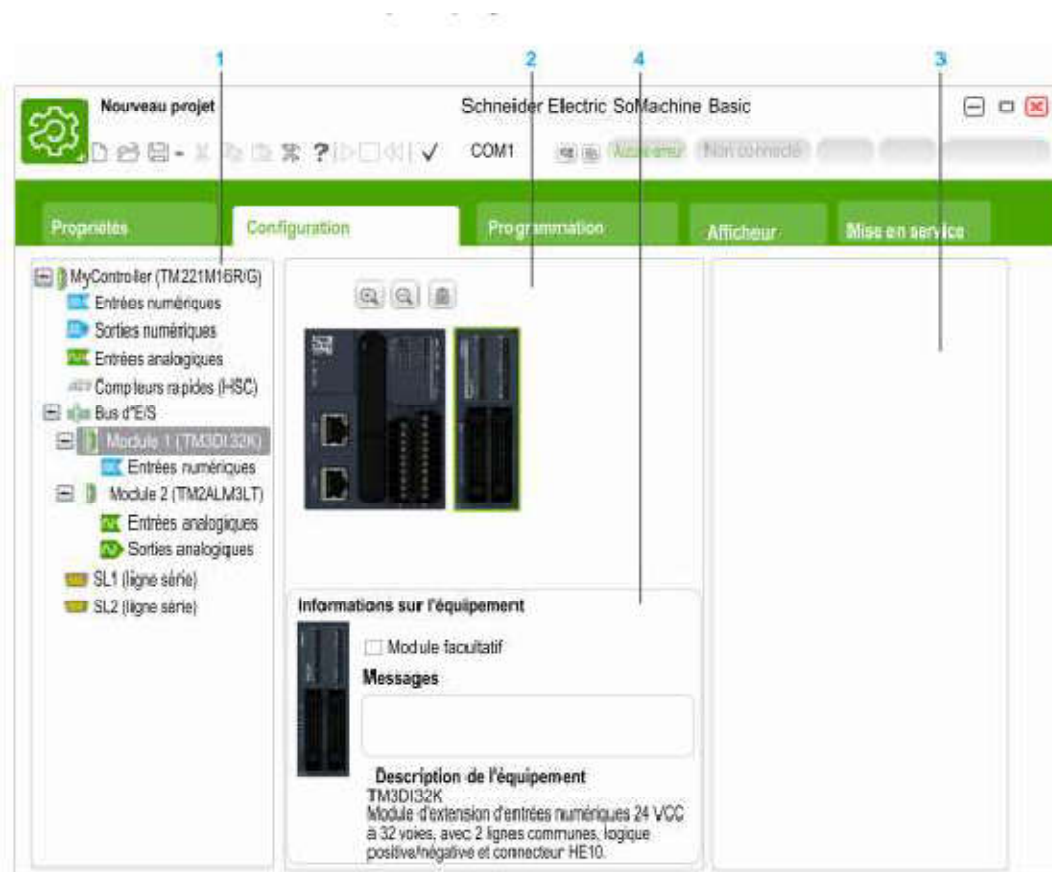 1 2 4 3
Nouveau projet
Schneider Electric SoMachine Basic
? COM1 Non connecté
Propriétés
Configuration
Programmation
Afficheur
Mise en service
MyController (TM221M16R/G)
Entrées numériques
Sorties numériques
Entrées analogiques
Compteurs rapides (HSC)
Bus d'E/S
Module 1 (TM3DI32K)
Entrées numériques
Module 2 (TM2ALM3LT)
Entrées analogiques
Sorties analogiques
SL1 (ligne série)
SL2 (ligne série)
Informations sur l'équipement
Module facultatif
Messages
Description de l'équipement
TM3DI32K
Module d'extension d'entrées numériques 24 VCC
à 32 voies, avec 2 lignes communes, logique
positive/négative et connecteur HE10.